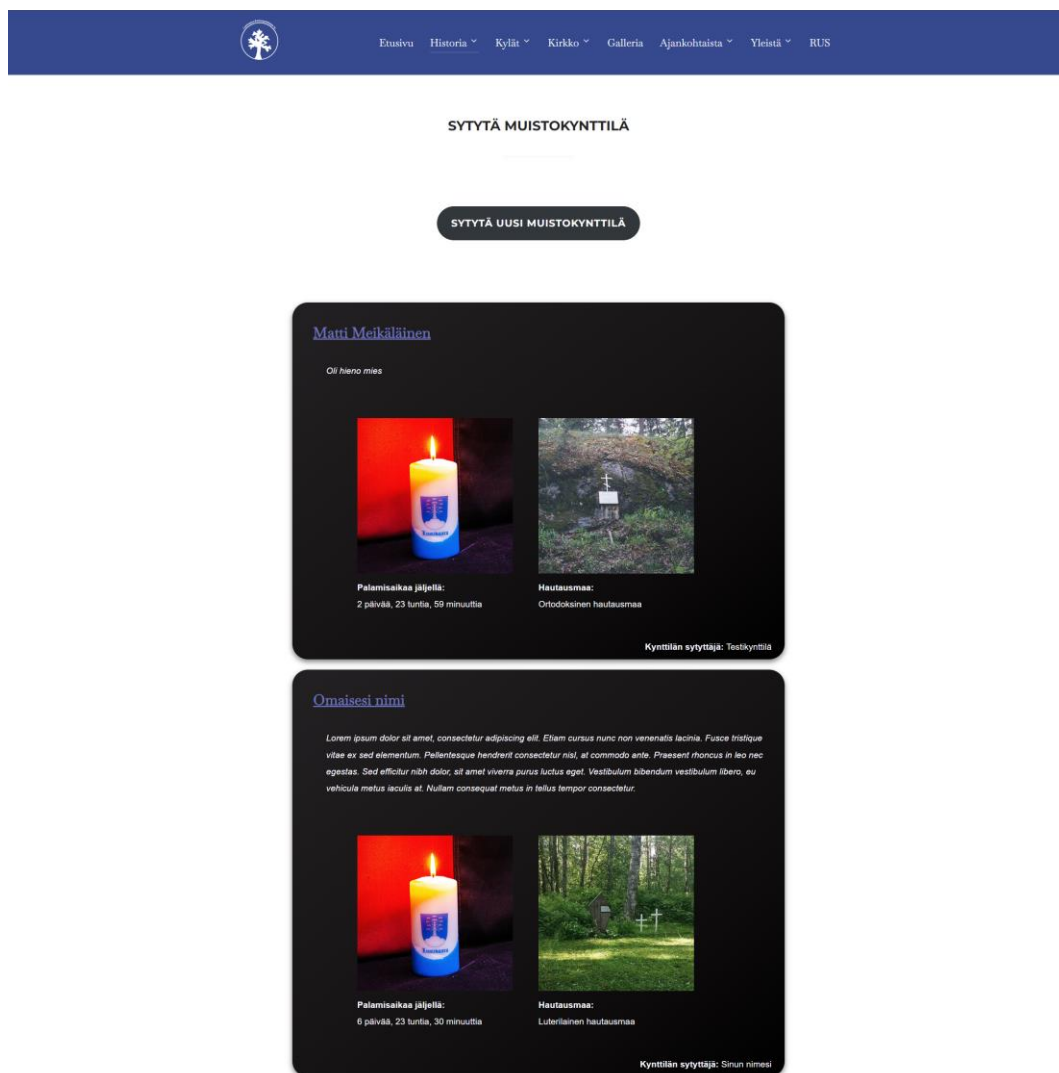 Etusivu Historia Kylät Kirkko Galleria Ajankohtaista Yleistä RUS
SYTYTÄ MUISTOKYNTTILÄ
SYTYTÄ UUSI MUISTOKYNTTILÄ
Matti Meikäläinen
Oli hieno mies
Palamisaikaa jäljellä:
2 päivää, 23 tuntia, 59 minuuttia
Hautausmaa:
Ortodoksinen hautausmaa
Kynttilän sytyttäjä: Testikynttilä
Omaisesi nimi
Lorem ipsum dolor sit amet, consectetur adipiscing elit. Etiam cursus nunc non venenatis lacinia. Fusce tristique
vitae ex sed elementum. Pellentesque hendrerit consectetur nisl, at commodo ante. Praesent rhoncus in leo nec
egestas. Sed efficitur nibh dolor, sit amet viverra purus luctus eget. Vestibulum bibendum vestibulum libero, eu
vehicula metus iaculis at. Nullam consequat metus in tellus tempor consectetur.
Palamisaikaa jäljellä:
6 päivää, 23 tuntia, 30 minuuttia
Hautausmaa:
Luterilainen hautausmaa
Kynttilän sytyttäjä: Sinun nimesi